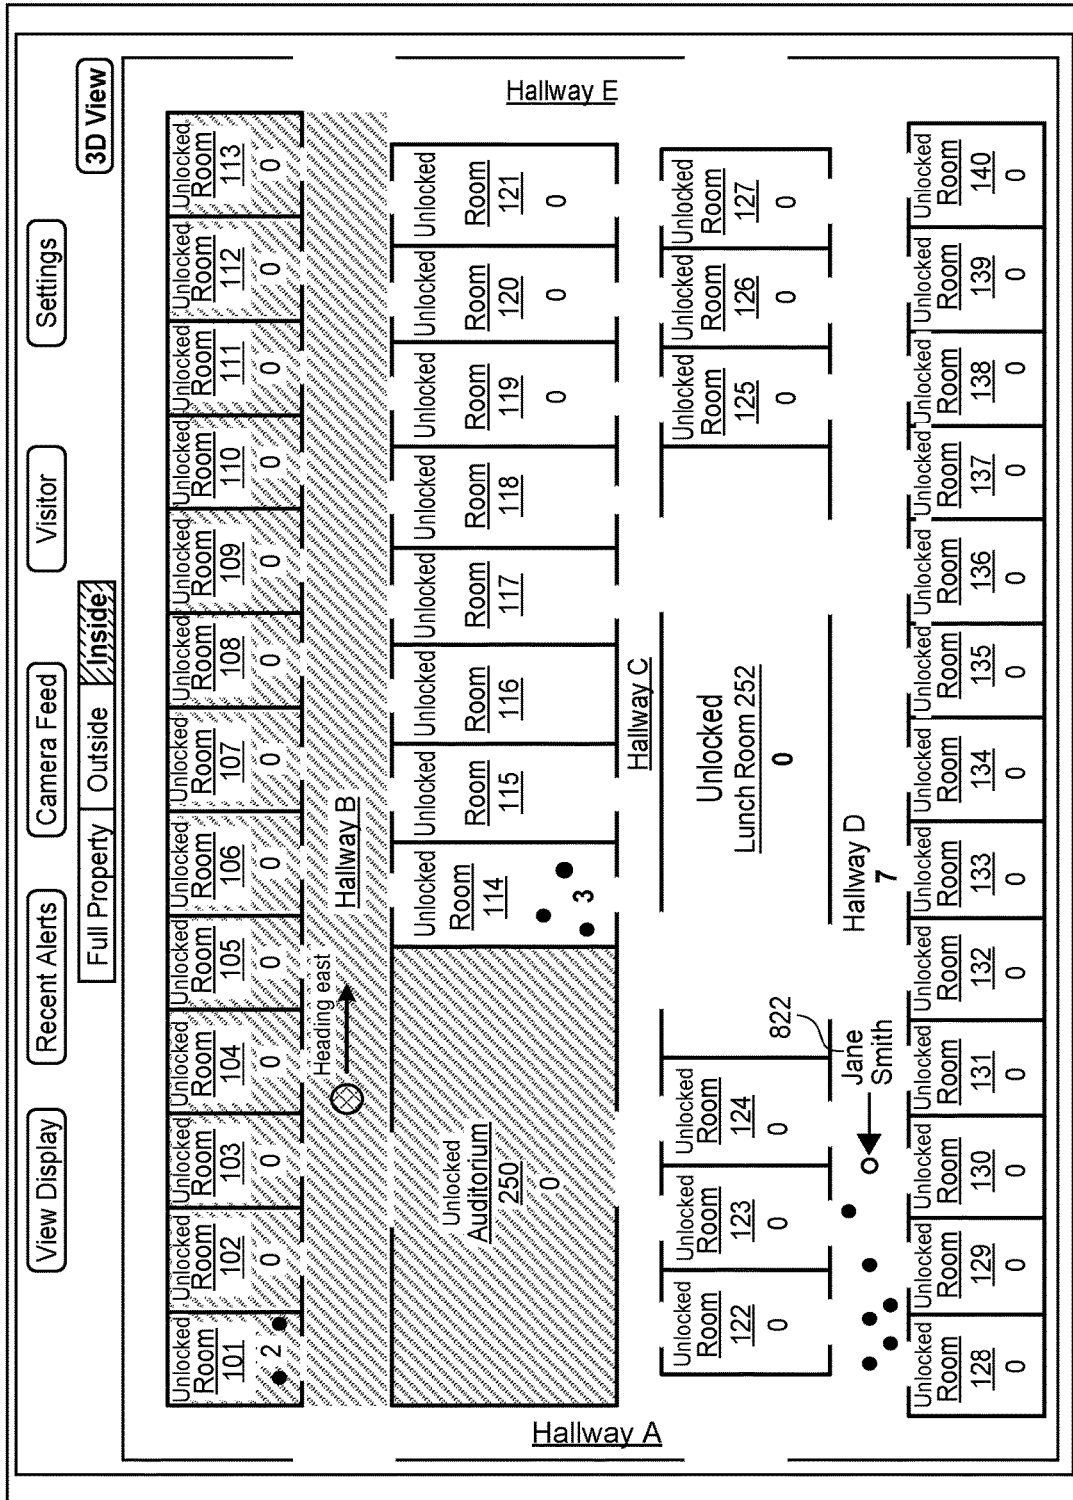 View Display
Recent Alerts
Camera Feed
Visitor
Settings
Full Property
Outside
Inside
3D View
Unlocked
Room
101
2
Unlocked
Room
102
0
Unlocked
Room
103
0
Unlocked
Room
104
0
Unlocked
Room
105
0
Unlocked
Room
106
0
Unlocked
Room
107
0
Unlocked
Room
108
0
Unlocked
Room
109
0
Unlocked
Room
110
0
Unlocked
Room
111
0
Unlocked
Room
112
0
Unlocked
Room
113
0
Heading east
Hallway B
Unlocked
Auditorium
250
0
Unlocked
Room
114
3
Unlocked
Room
115
Unlocked
Room
116
Unlocked
Room
117
Unlocked
Room
118
Unlocked
Room
119
0
Unlocked
Room
120
0
Unlocked
Room
121
0
Hallway A
Hallway C
Hallway E
Unlocked
Room
122
0
Unlocked
Room
123
0
Unlocked
Room
124
0
Unlocked
Lunch Room 252
0
Unlocked
Room
125
0
Unlocked
Room
126
0
Unlocked
Room
127
0
822
Jane
Smith
Hallway D
7
Unlocked
Room
128
0
Unlocked
Room
129
0
Unlocked
Room
130
0
Unlocked
Room
131
0
Unlocked
Room
132
0
Unlocked
Room
133
0
Unlocked
Room
134
0
Unlocked
Room
135
0
Unlocked
Room
136
0
Unlocked
Room
137
0
Unlocked
Room
138
0
Unlocked
Room
139
0
Unlocked
Room
140
0